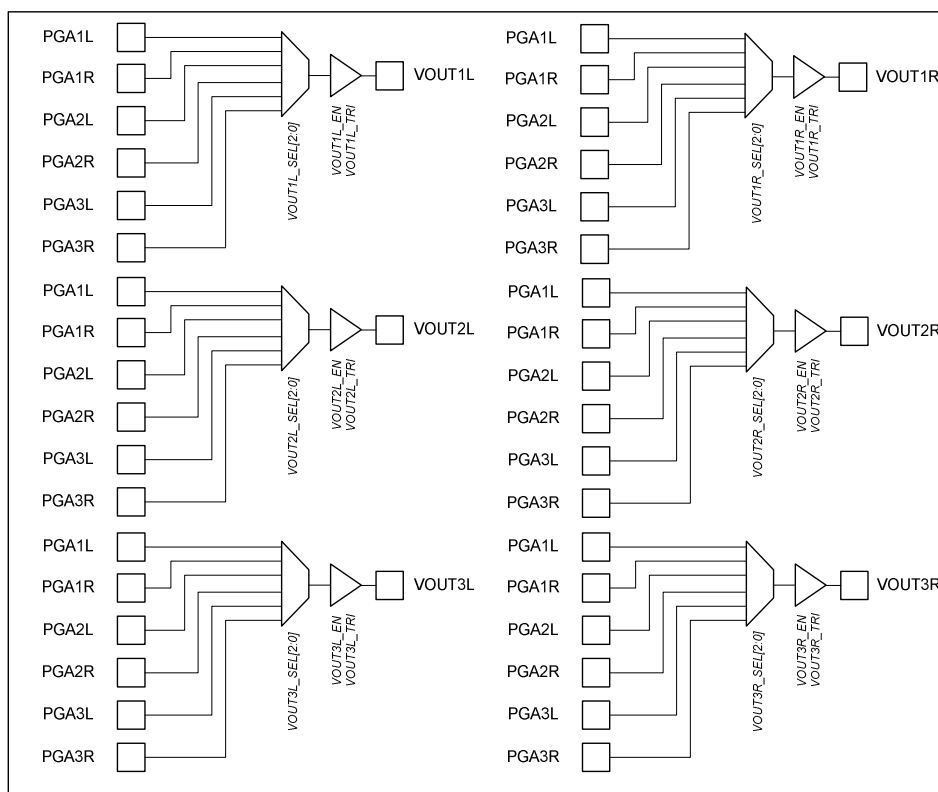 PGA1L
PGA1R
PGA2L
PGA2R
PGA3L
PGA3R
VOUT1L_SEL[2:0]
VOUT1L_EN
VOUT1L_TRI
VOUT1L
PGA1L
PGA1R
PGA2L
PGA2R
PGA3L
PGA3R
VOUT1R_SEL[2:0]
VOUT1R_EN
VOUT1R_TRI
VOUT1R
PGA1L
PGA1R
PGA2L
PGA2R
PGA3L
PGA3R
VOUT2L_SEL[2:0]
VOUT2L_EN
VOUT2L_TRI
VOUT2L
PGA1L
PGA1R
PGA2L
PGA2R
PGA3L
PGA3R
VOUT2R_SEL[2:0]
VOUT2R_EN
VOUT2R_TRI
VOUT2R
PGA1L
PGA1R
PGA2L
PGA2R
PGA3L
PGA3R
VOUT3L_SEL[2:0]
VOUT3L_EN
VOUT3L_TRI
VOUT3L
PGA1L
PGA1R
PGA2L
PGA2R
PGA3L
PGA3R
VOUT3R_SEL[2:0]
VOUT3R_EN
VOUT3R_TRI
VOUT3R